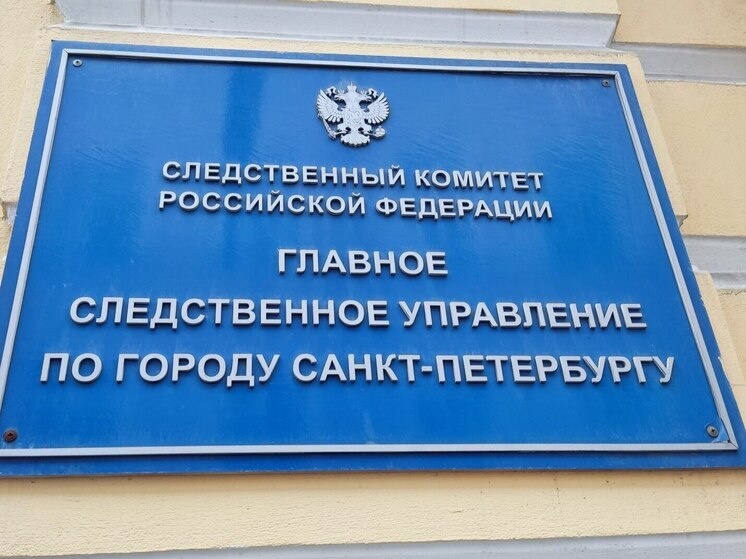 СЛЕДСТВЕННЫЙ КОМИТЕТ
РОССИЙСКОЙ ФЕДЕРАЦИИ
ГЛАВНОЕ
СЛЕДСТВЕННОЕ УПРАВЛЕНИЕ
ПО ГОРОДУ САНКТ-ПЕТЕРБУРГУ